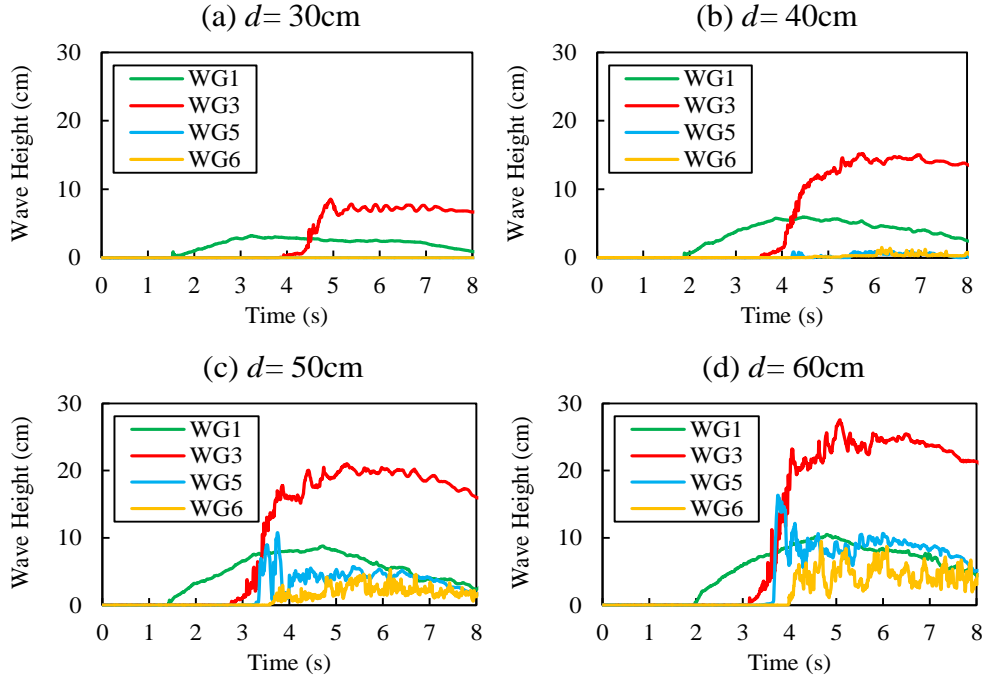 (a) d= 30cm
30
20
10
0
Wave Height (cm)
WG1
WG3
WG5
WG6
0 1 2 3 4 5 6 7 8
Time (s)
(b) d= 40cm
30
20
10
0
Wave Height (cm)
WG1
WG3
WG5
WG6
0 1 2 3 4 5 6 7 8
Time (s)
(c) d= 50cm
30
20
10
0
Wave Height (cm)
WG1
WG3
WG5
WG6
0 1 2 3 4 5 6 7 8
Time (s)
(d) d= 60cm
30
20
10
0
Wave Height (cm)
WG1
WG3
WG5
WG6
0 1 2 3 4 5 6 7 8
Time (s)